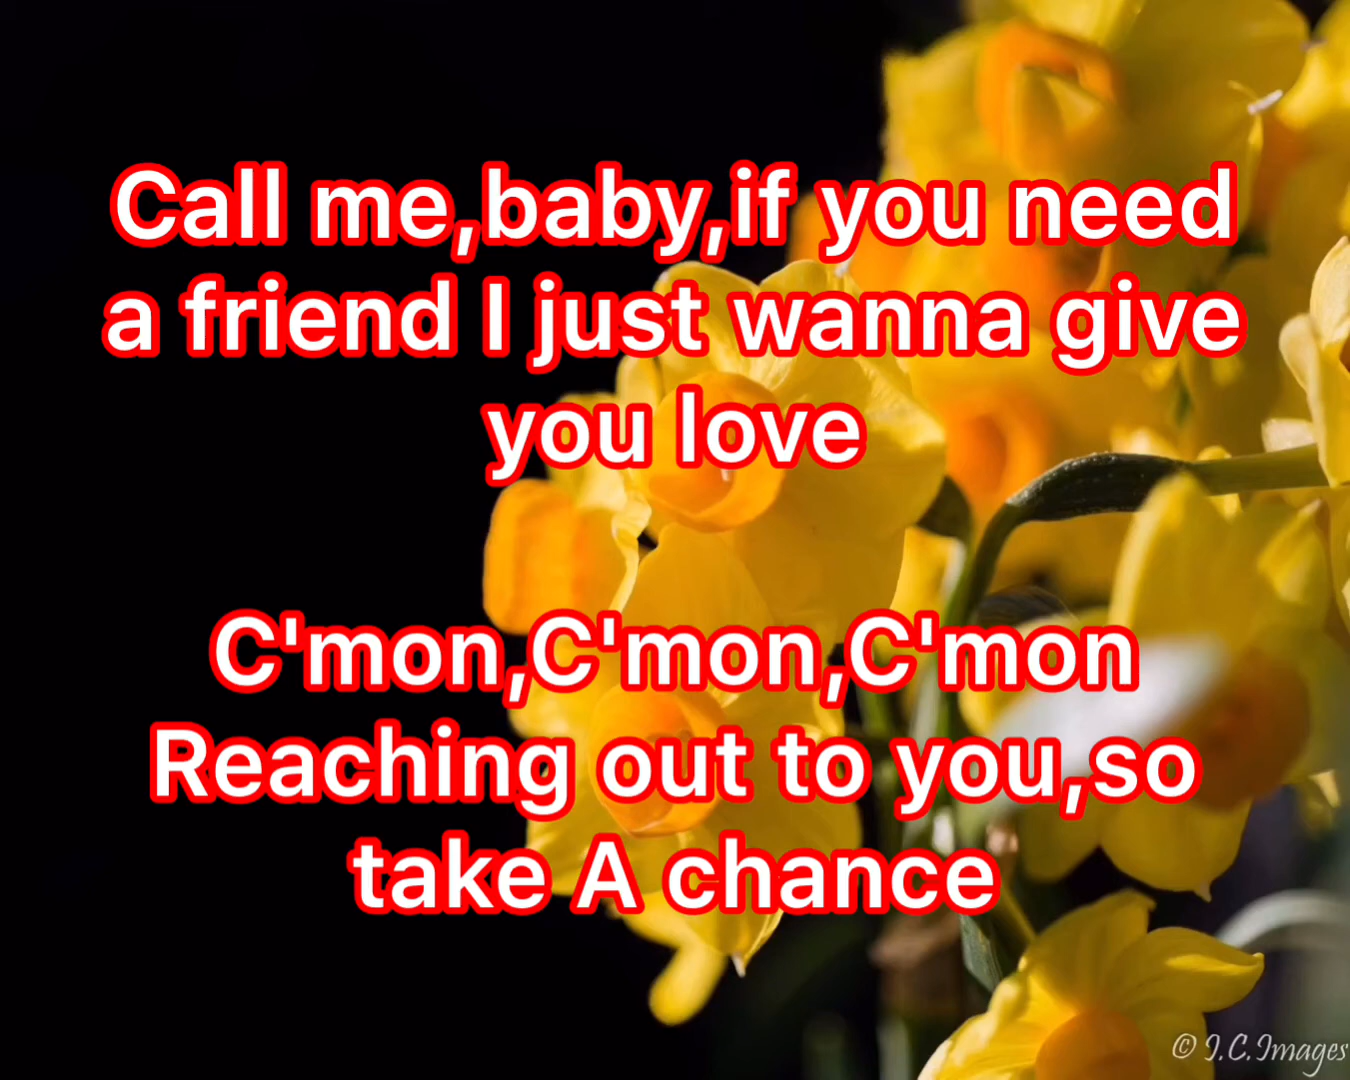 Call me,baby,if you need
a friend I just wanna give
you love
C'mon,C'mon,C'mon
Reaching out to you,so
take A chance
© I.C.Images